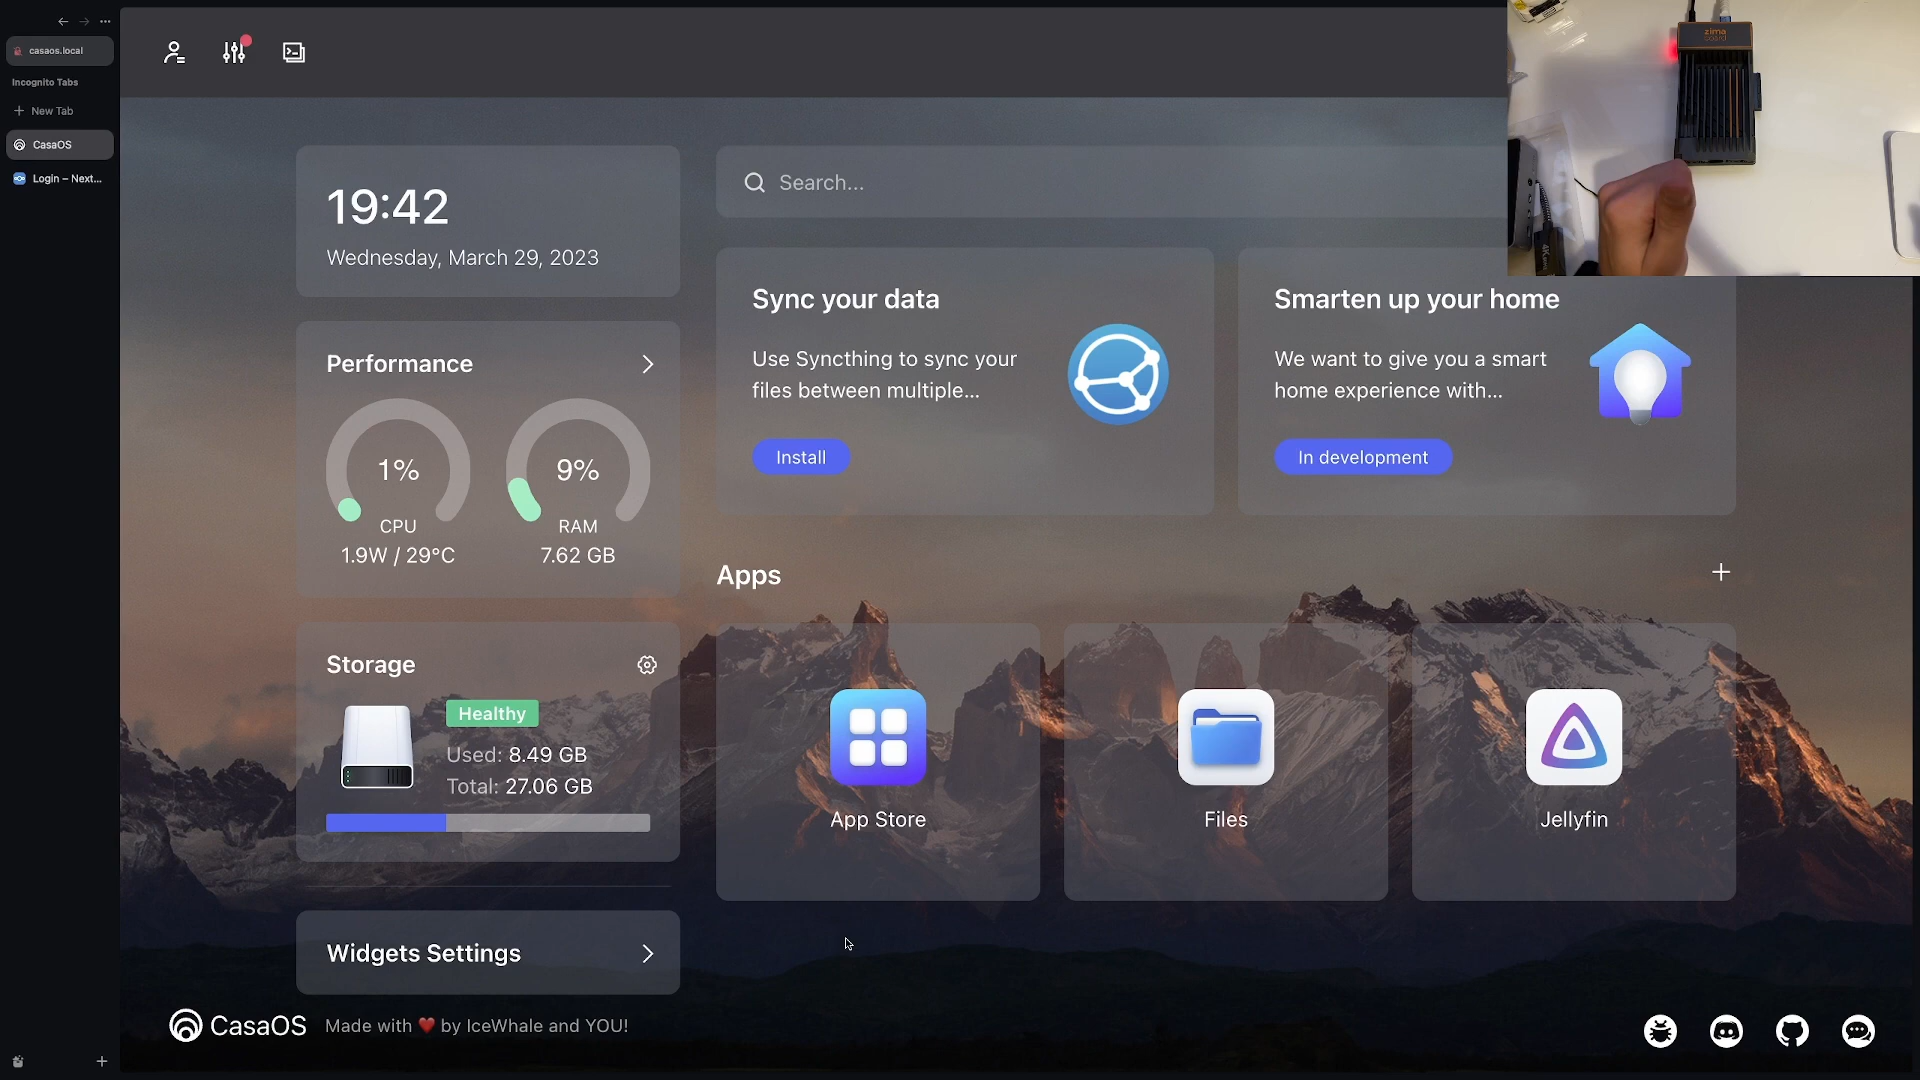 casaos.local
Incognito Tabs
New Tab
CasaOS
Login – Next...
19:42
Wednesday, March 29, 2023
Performance
1%
CPU
1.9W / 29°C
9%
RAM
7.62 GB
Storage
Healthy
Used: 8.49 GB
Total: 27.06 GB
Widgets Settings
Search...
Sync your data
Use Syncthing to sync your
files between multiple...
Install
Smarten up your home
We want to give you a smart
home experience with...
In development
Apps
App Store
Files
Jellyfin
CasaOS
Made with ❤️ by IceWhale and YOU!
zima
board